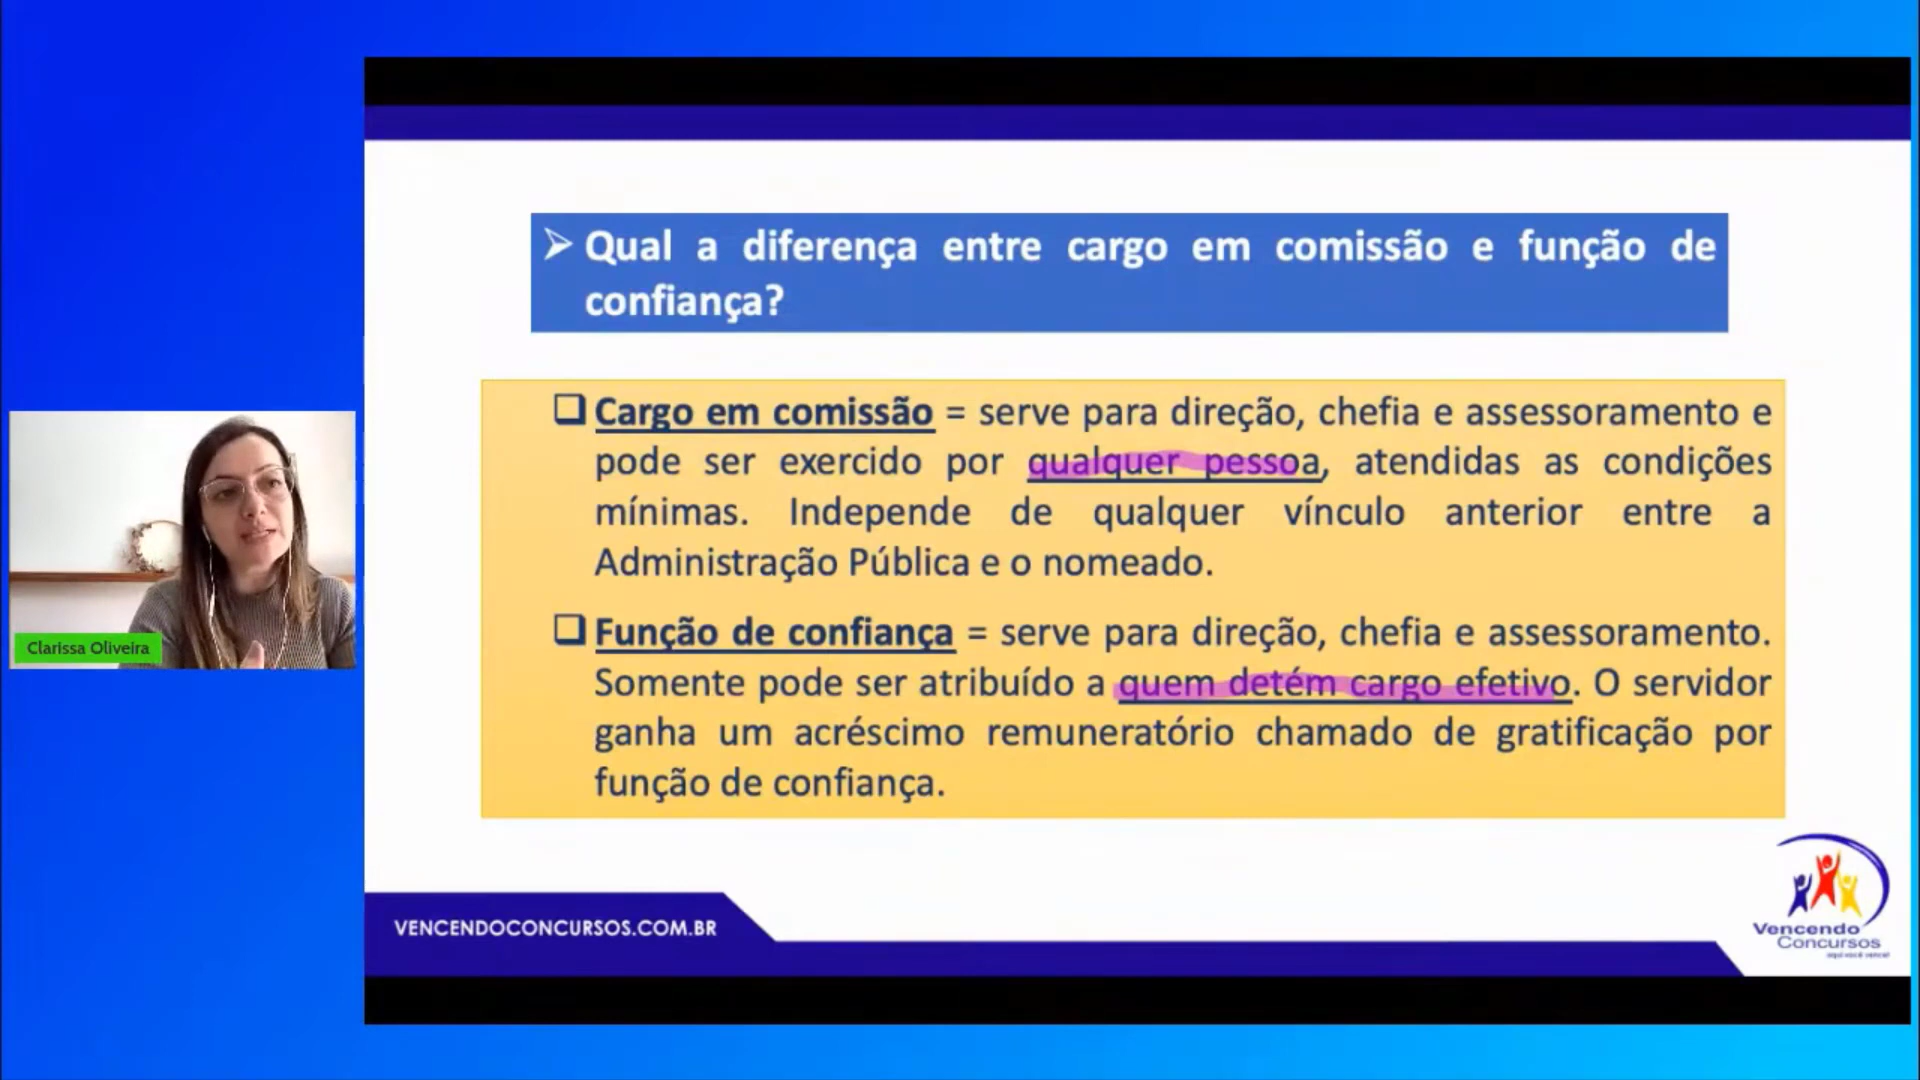 Qual a diferença entre cargo em comissão e função de
confiança?
Cargo em comissão = serve para direção, chefia e assessoramento e
pode ser exercido por qualquer pessoa, atendidas as condições
mínimas. Independe de qualquer vínculo anterior entre a
Administração Pública e o nomeado.
Função de confiança = serve para direção, chefia e assessoramento.
Somente pode ser atribuído a quem detém cargo efetivo. O servidor
ganha um acréscimo remuneratório chamado de gratificação por
função de confiança.
Clarissa Oliveira
VENCENDOCONCURSOS.COM.BR
Vencendo
Concursos
aqui você vence!